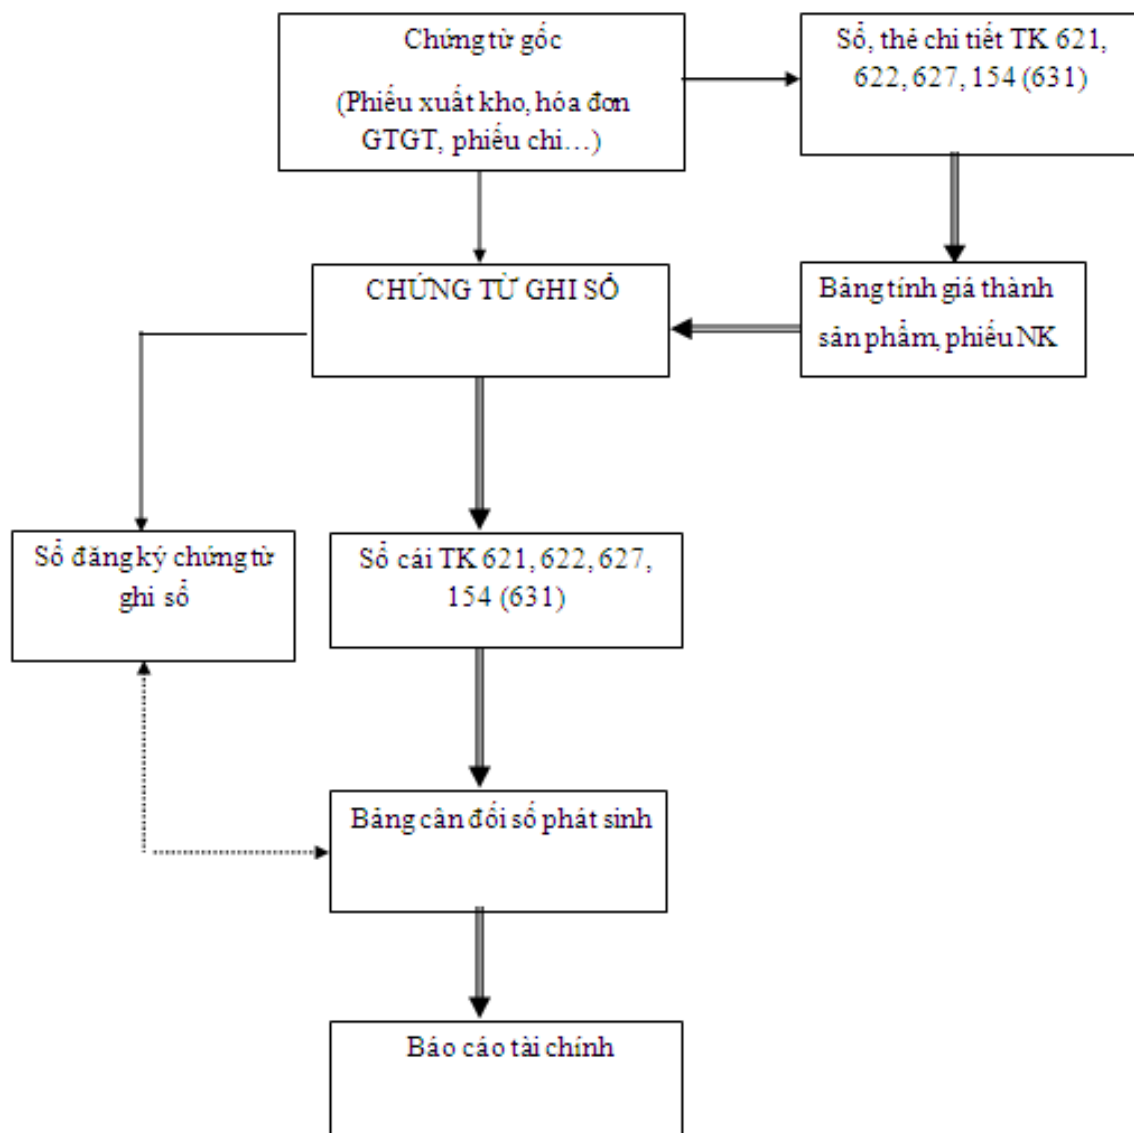 Chứng từ gốc
(Phiếu xuất kho, hóa đơn
GTGT, phiếu chi…)
Sổ, thẻ chi tiết TK 621,
622, 627, 154 (631)
CHỨNG TỪ GHI SỔ
Bảng tính giá thành
sản phẩm, phiếu NK
Sổ đăng ký chứng từ
ghi sổ
Sổ cái TK 621, 622, 627,
154 (631)
Bảng cân đối số phát sinh
Báo cáo tài chính